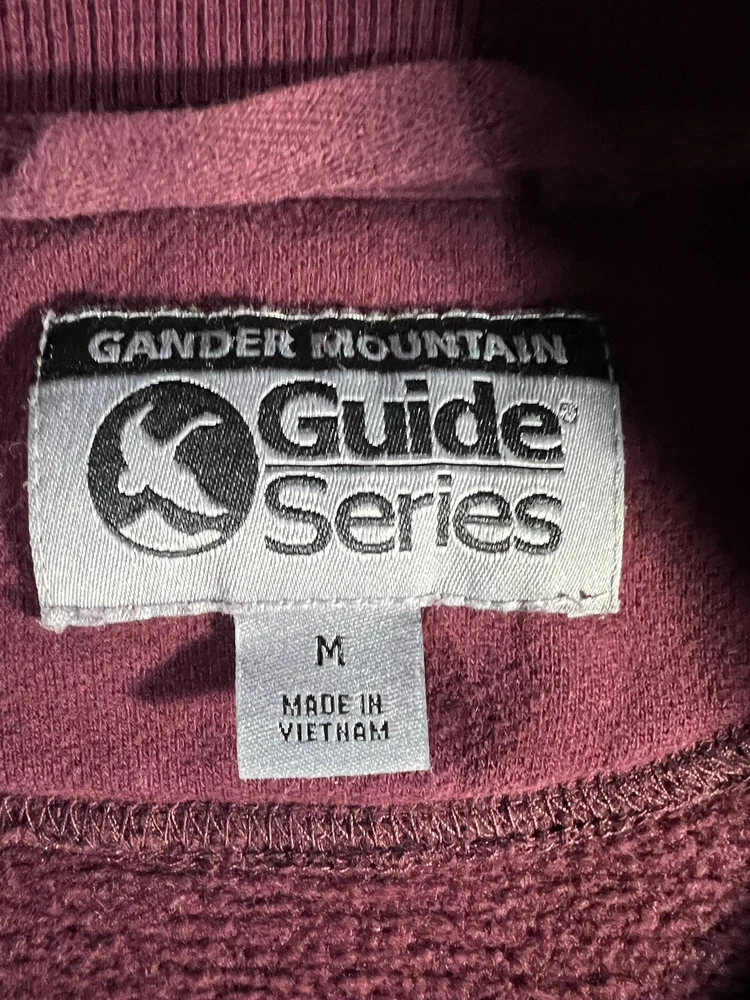 GANDER MOUNTAIN
Guide®
Series
M
MADE IN
VIETNAM